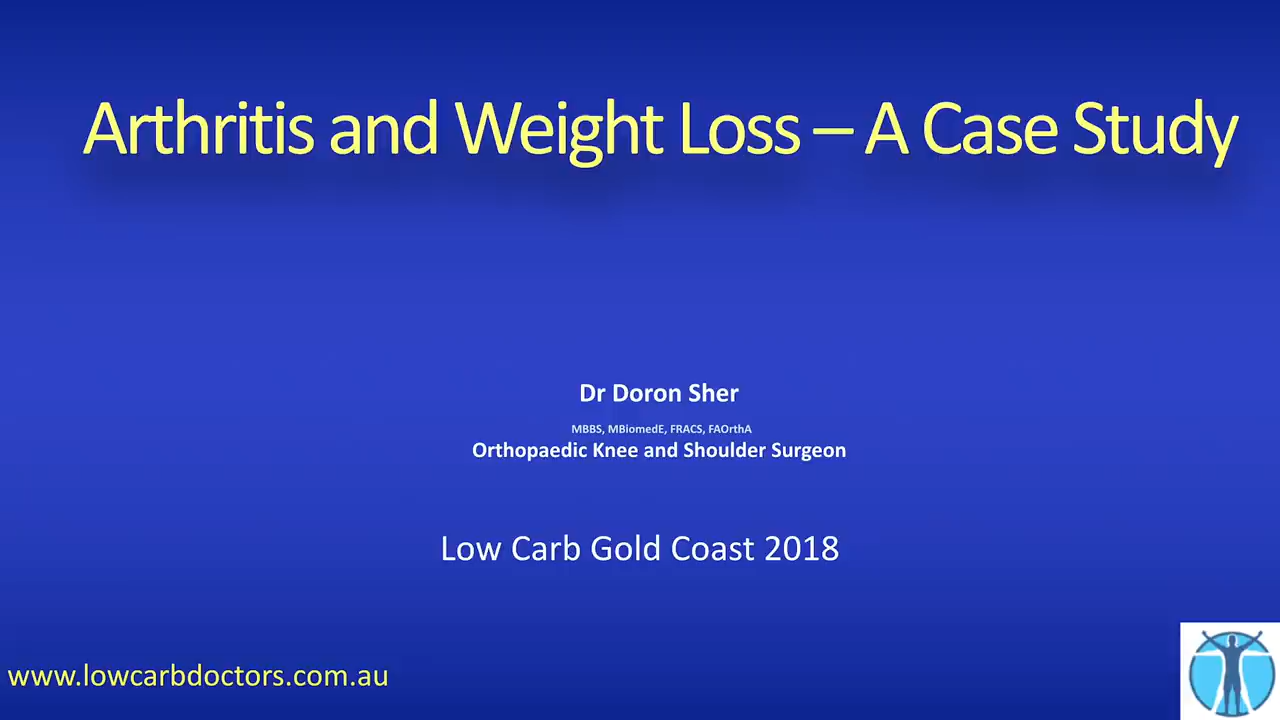 Arthritis and Weight Loss – A Case Study
Dr Doron Sher
MBBS, MBiomedE, FRACS, FAOrthA
Orthopaedic Knee and Shoulder Surgeon
Low Carb Gold Coast 2018
www.lowcarbdoctors.com.au